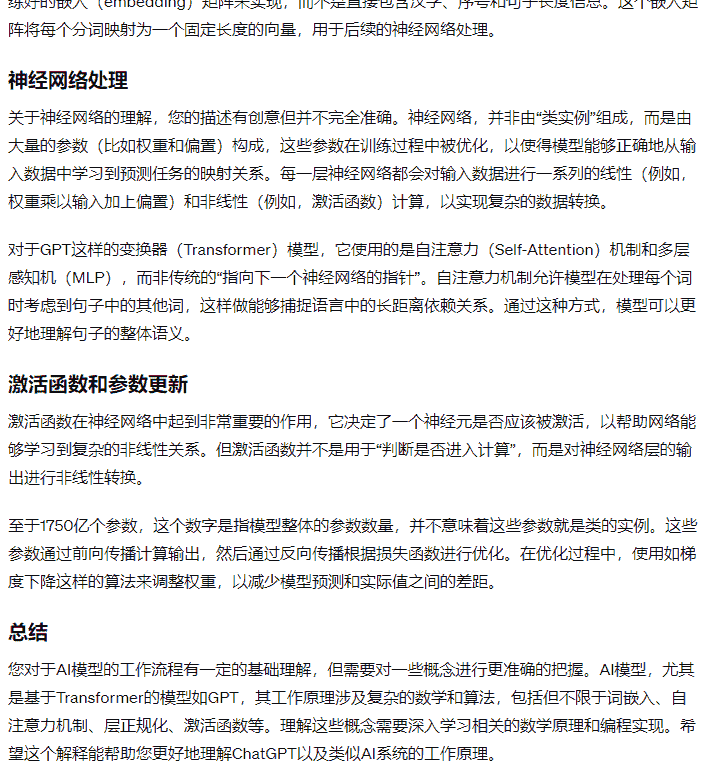 练好的嵌入（embedding）矩阵来实现，而不是直接包含汉字、序号和句子长度信息。这个嵌入矩
阵将每个分词映射为一个固定长度的向量，用于后续的神经网络处理。
神经网络处理
关于神经网络的理解，您的描述有创意但并不完全准确。神经网络，并非由“类实例”组成，而是由
大量的参数（比如权重和偏置）构成，这些参数在训练过程中被优化，以使得模型能够正确地从输
入数据中学习到预测任务的映射关系。每一层神经网络都会对输入数据进行一系列的线性（例如，
权重乘以输入加上偏置）和非线性（例如，激活函数）计算，以实现复杂的数据转换。
对于GPT这样的变换器（Transformer）模型，它使用的是自注意力（Self-Attention）机制和多层
感知机（MLP），而非传统的“指向下一个神经网络的指针”。自注意力机制允许模型在处理每个词
时考虑到句子中的其他词，这样做能够捕捉语言中的长距离依赖关系。通过这种方式，模型可以更
好地理解句子的整体语义。
激活函数和参数更新
激活函数在神经网络中起到非常重要的作用，它决定了一个神经元是否应该被激活，以帮助网络能
够学习到复杂的非线性关系。但激活函数并不是用于“判断是否进入计算”，而是对神经网络层的输
出进行非线性转换。
至于1750亿个参数，这个数字是指模型整体的参数数量，并不意味着这些参数就是类的实例。这些
参数通过前向传播计算输出，然后通过反向传播根据损失函数进行优化。在优化过程中，使用如梯
度下降这样的算法来调整权重，以减少模型预测和实际值之间的差距。
总结
您对于AI模型的工作流程有一定的基础理解，但需要对一些概念进行更准确的把握。AI模型，尤其
是基于Transformer的模型如GPT，其工作原理涉及复杂的数学和算法，包括但不限于词嵌入、自
注意力机制、层正规化、激活函数等。理解这些概念需要深入学习相关的数学原理和编程实现。希
望这个解释能帮助您更好地理解ChatGPT以及类似AI系统的工作原理。